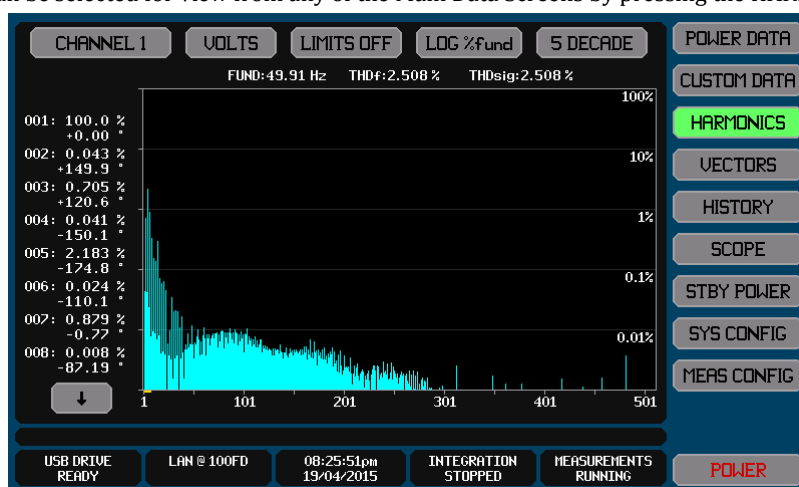 CHANNEL 1 VOLTS LIMITS OFF LOG %fund 5 DECADE POWER DATA
FUND:49.91 Hz THDf:2.508 % THDsig:2.508 %
CUSTOM DATA
100%
001: 100.0 %
+0.00 °
HARMONICS
002: 0.043 %
+149.9 °
10%
VECTORS
003: 0.705 %
+120.6 °
HISTORY
004: 0.041 %
-150.1 °
1%
005: 2.183 %
-174.8 °
SCOPE
006: 0.024 %
-110.1 °
0.1%
STBY POWER
007: 0.879 %
-0.77 °
SYS CONFIG
008: 0.008 %
-87.19 °
0.01%
MEAS CONFIG
↓
1 101 201 301 401 501
USB DRIVE
READY
LAN @ 100FD
08:25:51pm
19/04/2015
INTEGRATION
STOPPED
MEASUREMENTS
RUNNING
POWER